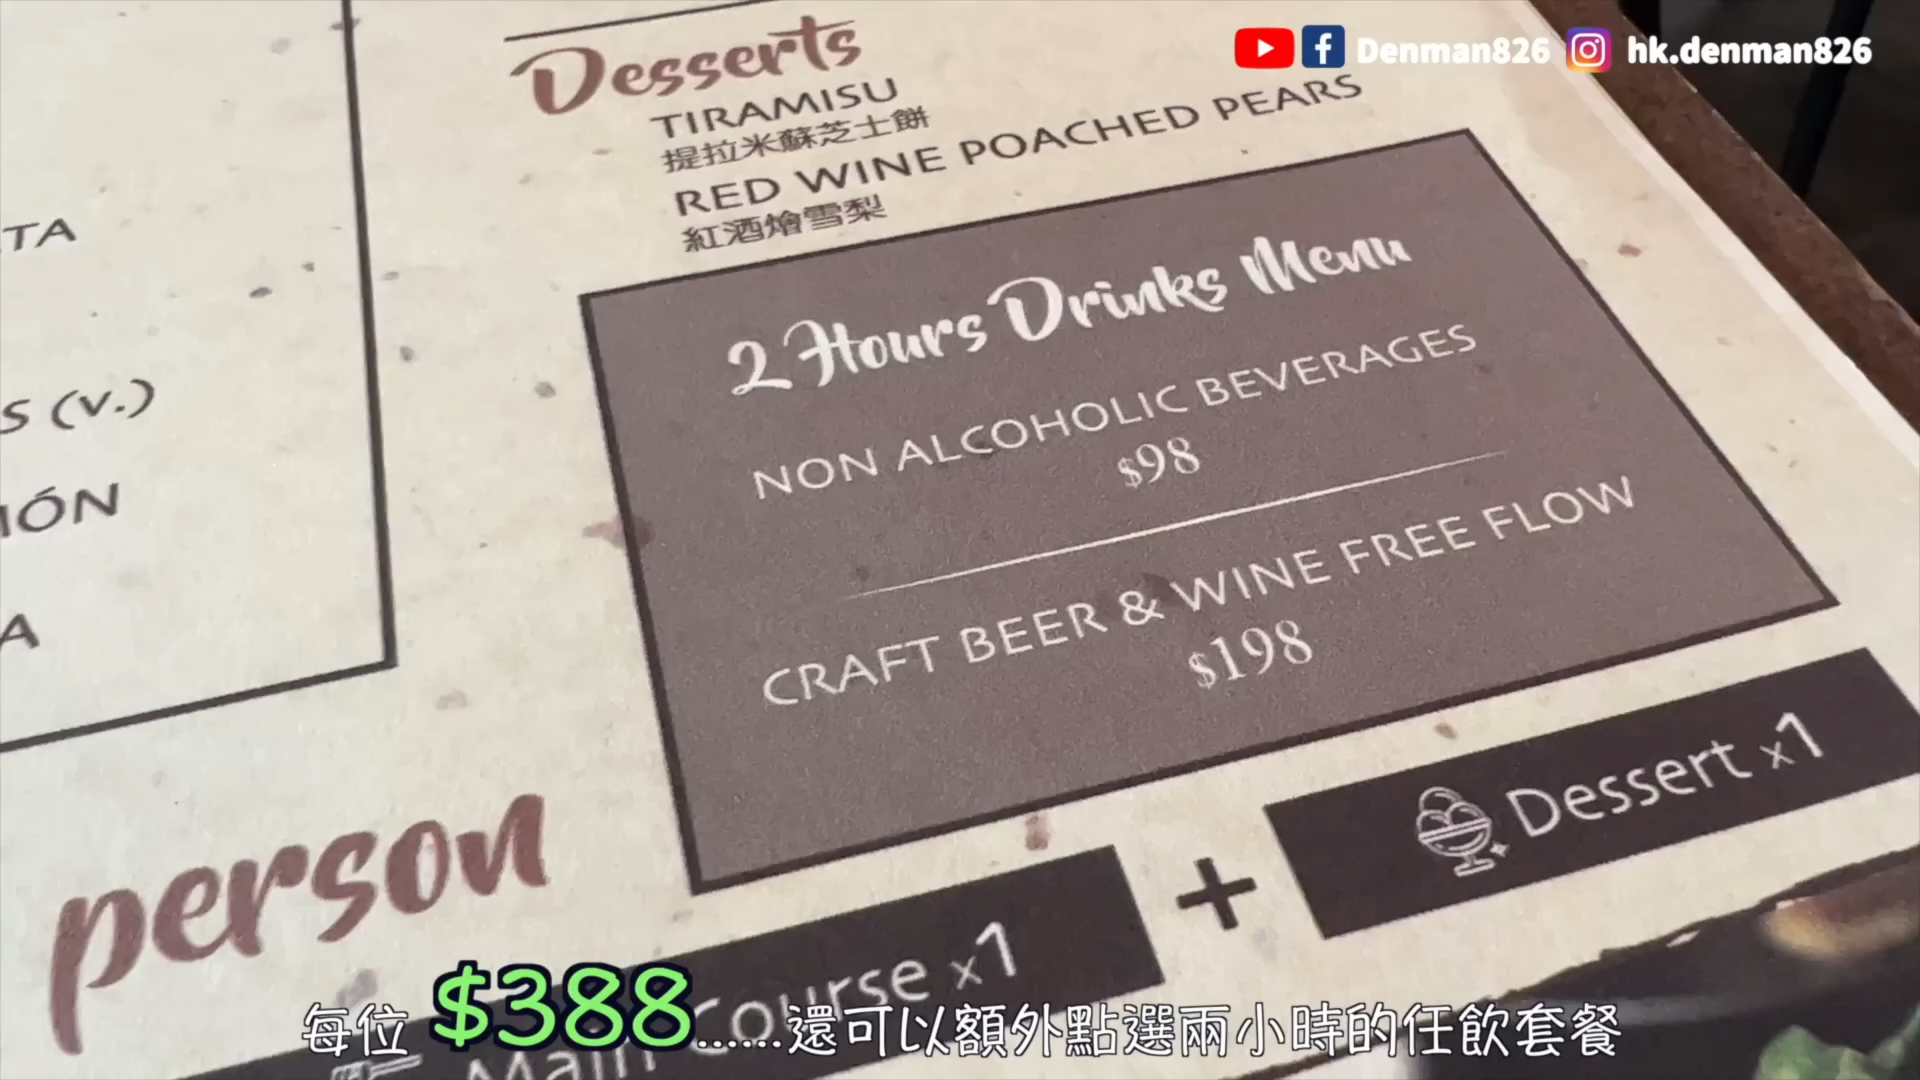 Denman826
hk.denman826
Desserts
TIRAMISU
提拉米蘇芝士餅
RED WINE POACHED PEARS
紅酒燴雪梨
TA
S (v.)
IÓN
A
2 Hours Drinks Menu
NON ALCOHOLIC BEVERAGES
$98
CRAFT BEER & WINE FREE FLOW
$198
person
Main Course x1
+
Dessert x1
每位 $388......還可以額外點選兩小時的任飲套餐